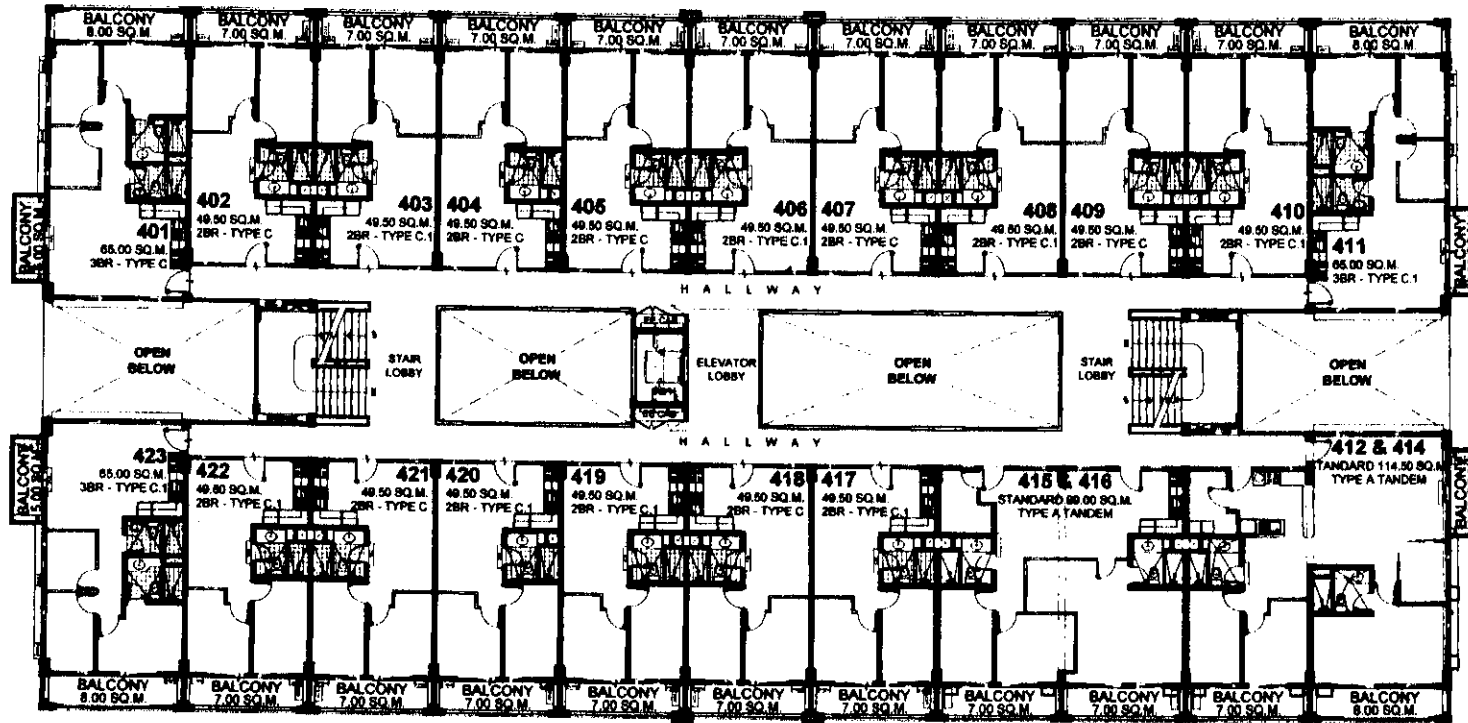 BALCONY
8.00 SQ.M.
BALCONY
7.00 SQ.M.
BALCONY
7.00 SQ.M.
BALCONY
7.00 SQ.M.
BALCONY
7.00 SQ.M.
BALCONY
7.00 SQ.M.
BALCONY
7.00 SQ.M.
BALCONY
7.00 SQ.M.
BALCONY
7.00 SQ.M.
BALCONY
7.00 SQ.M.
BALCONY
8.00 SQ.M.
BALCONY
401
65.00 SQ.M.
3BR - TYPE C
402
49.50 SQ.M.
2BR - TYPE C
403
49.50 SQ.M.
2BR - TYPE C.1
404
49.50 SQ.M.
2BR - TYPE C
405
49.50 SQ.M.
2BR - TYPE C
406
49.50 SQ.M.
2BR - TYPE C.1
407
49.50 SQ.M.
2BR - TYPE C
408
49.50 SQ.M.
2BR - TYPE C.1
409
49.50 SQ.M.
2BR - TYPE C
410
49.50 SQ.M.
2BR - TYPE C.1
411
65.00 SQ.M.
3BR - TYPE C.1
BALCONY
HALLWAY
OPEN
BELOW
STAIR
LOBBY
OPEN
BELOW
ELEVATOR
LOBBY
OPEN
BELOW
STAIR
LOBBY
OPEN
BELOW
HALLWAY
BALCONY
5.00 SQ.M.
423
65.00 SQ.M.
3BR - TYPE C.1
422
49.50 SQ.M.
2BR - TYPE C.1
421
49.50 SQ.M.
2BR - TYPE C
420
49.50 SQ.M.
2BR - TYPE C.1
419
49.50 SQ.M.
2BR - TYPE C.1
418
49.50 SQ.M.
2BR - TYPE C
417
49.50 SQ.M.
2BR - TYPE C.1
415 & 416
STANDARD 99.00 SQ.M.
TYPE A TANDEM
412 & 414
STANDARD 114.50 SQ.M.
TYPE A TANDEM
BALCONY
BALCONY
8.00 SQ.M.
BALCONY
7.00 SQ.M.
BALCONY
7.00 SQ.M.
BALCONY
7.00 SQ.M.
BALCONY
7.00 SQ.M.
BALCONY
7.00 SQ.M.
BALCONY
7.00 SQ.M.
BALCONY
7.00 SQ.M.
BALCONY
7.00 SQ.M.
BALCONY
7.00 SQ.M.
BALCONY
8.00 SQ.M.